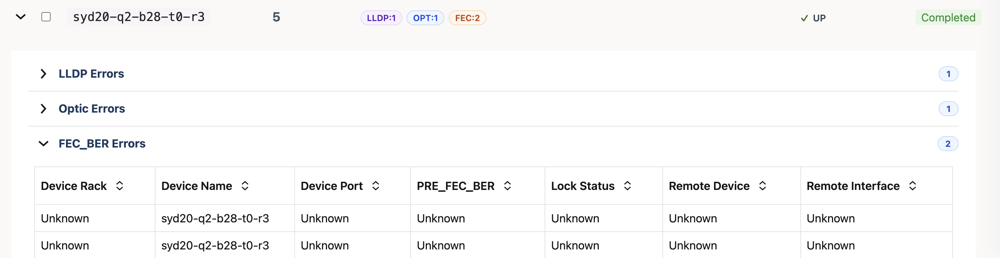 syd20-q2-b28-t0-r3 5 LLDP:1 OPT:1 FEC:2 ✓ UP Completed
LLDP Errors 1
Optic Errors 1
FEC_BER Errors 2
Device Rack Device Name Device Port PRE_FEC_BER Lock Status Remote Device Remote Interface
Unknown syd20-q2-b28-t0-r3 Unknown Unknown Unknown Unknown Unknown
Unknown syd20-q2-b28-t0-r3 Unknown Unknown Unknown Unknown Unknown